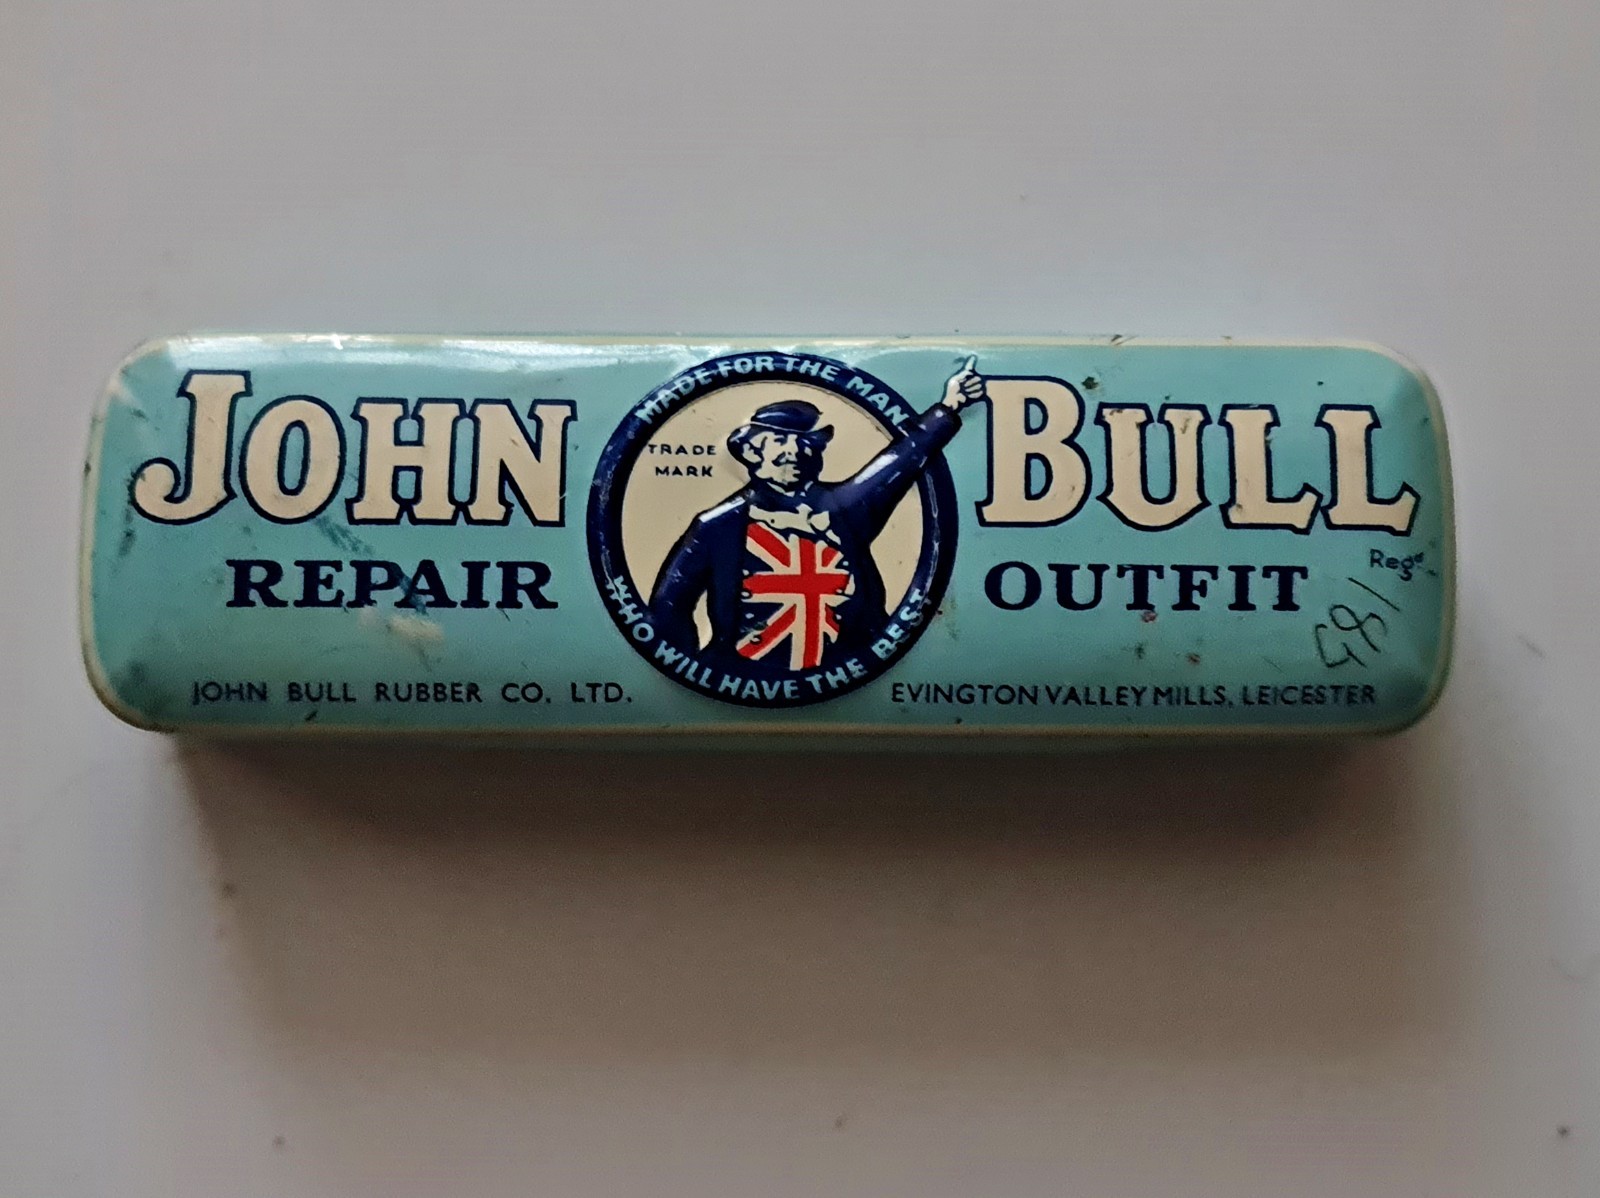 JOHN BULL
REPAIR OUTFIT
Regd
MADE FOR THE MAN
TRADE
MARK
WHO WILL HAVE THE BEST
JOHN BULL RUBBER CO. LTD. EVINGTON VALLEY MILLS, LEICESTER